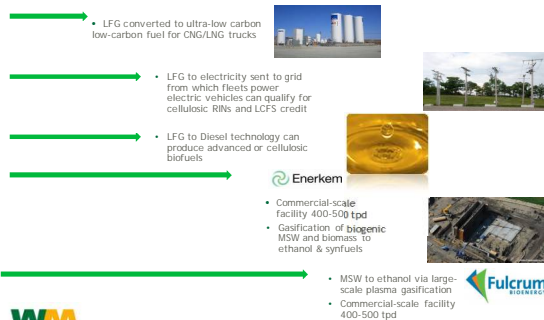 • LFG converted to ultra-low carbon
low-carbon fuel for CNG/LNG trucks
• LFG to electricity sent to grid
from which fleets power
electric vehicles can qualify for
cellulosic RINs and LCFS credit
• LFG to Diesel technology can
produce advanced or cellulosic
biofuels
Enerkem
• Commercial-scale
facility 400-500 tpd
• Gasification of biogenic
MSW and biomass to
ethanol & synfuels
• MSW to ethanol via large-
scale plasma gasification
• Commercial-scale facility
400-500 tpd
Fulcrum
BIOENERGY
WM